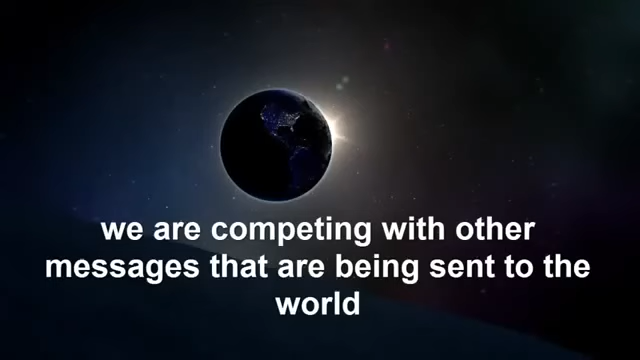 we are competing with other
messages that are being sent to the
world